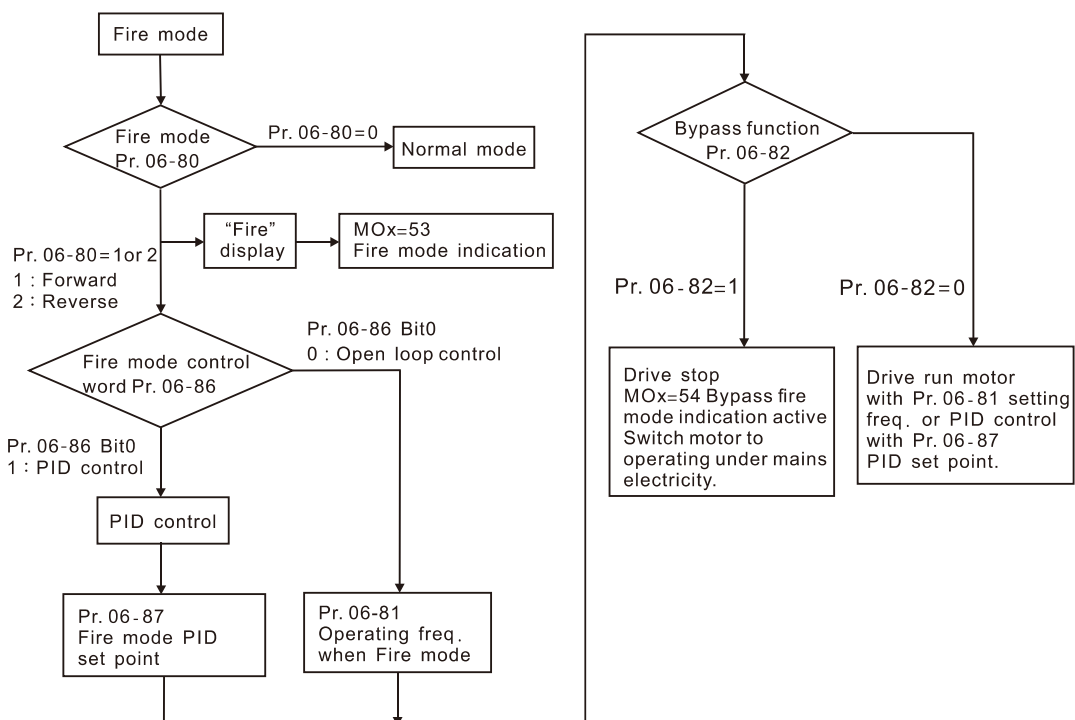 Fire mode
Fire mode
Pr. 06-80
Pr. 06-80=0
Normal mode
“Fire”
display
MOx=53
Fire mode indication
Pr. 06-80=1or 2
1 : Forward
2 : Reverse
Pr. 06-86 Bit0
0 : Open loop control
Fire mode control
word Pr. 06-86
Pr. 06-86 Bit0
1 : PID control
PID control
Pr. 06-87
Fire mode PID
set point
Pr. 06-81
Operating freq.
when Fire mode
Bypass function
Pr. 06-82
Pr. 06-82=1
Pr. 06-82=0
Drive stop
MOx=54 Bypass fire
mode indication active
Switch motor to
operating under mains
electricity.
Drive run motor
with Pr. 06-81 setting
freq. or PID control
with Pr. 06-87
PID set point.